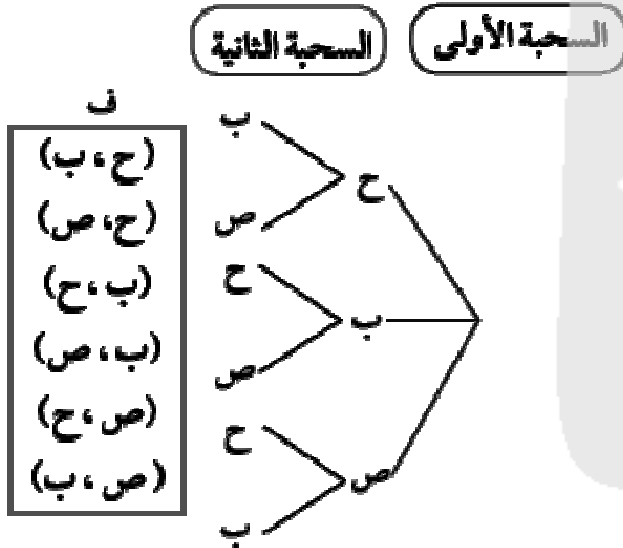 السحبة الأولى
السحبة الثانية
ف
ح
ب
ص
ب
ح
ص
ص
ح
ب
(ح ، ب)
(ح ، ص)
(ب ، ح)
(ب ، ص)
(ص ، ح)
(ص ، ب)